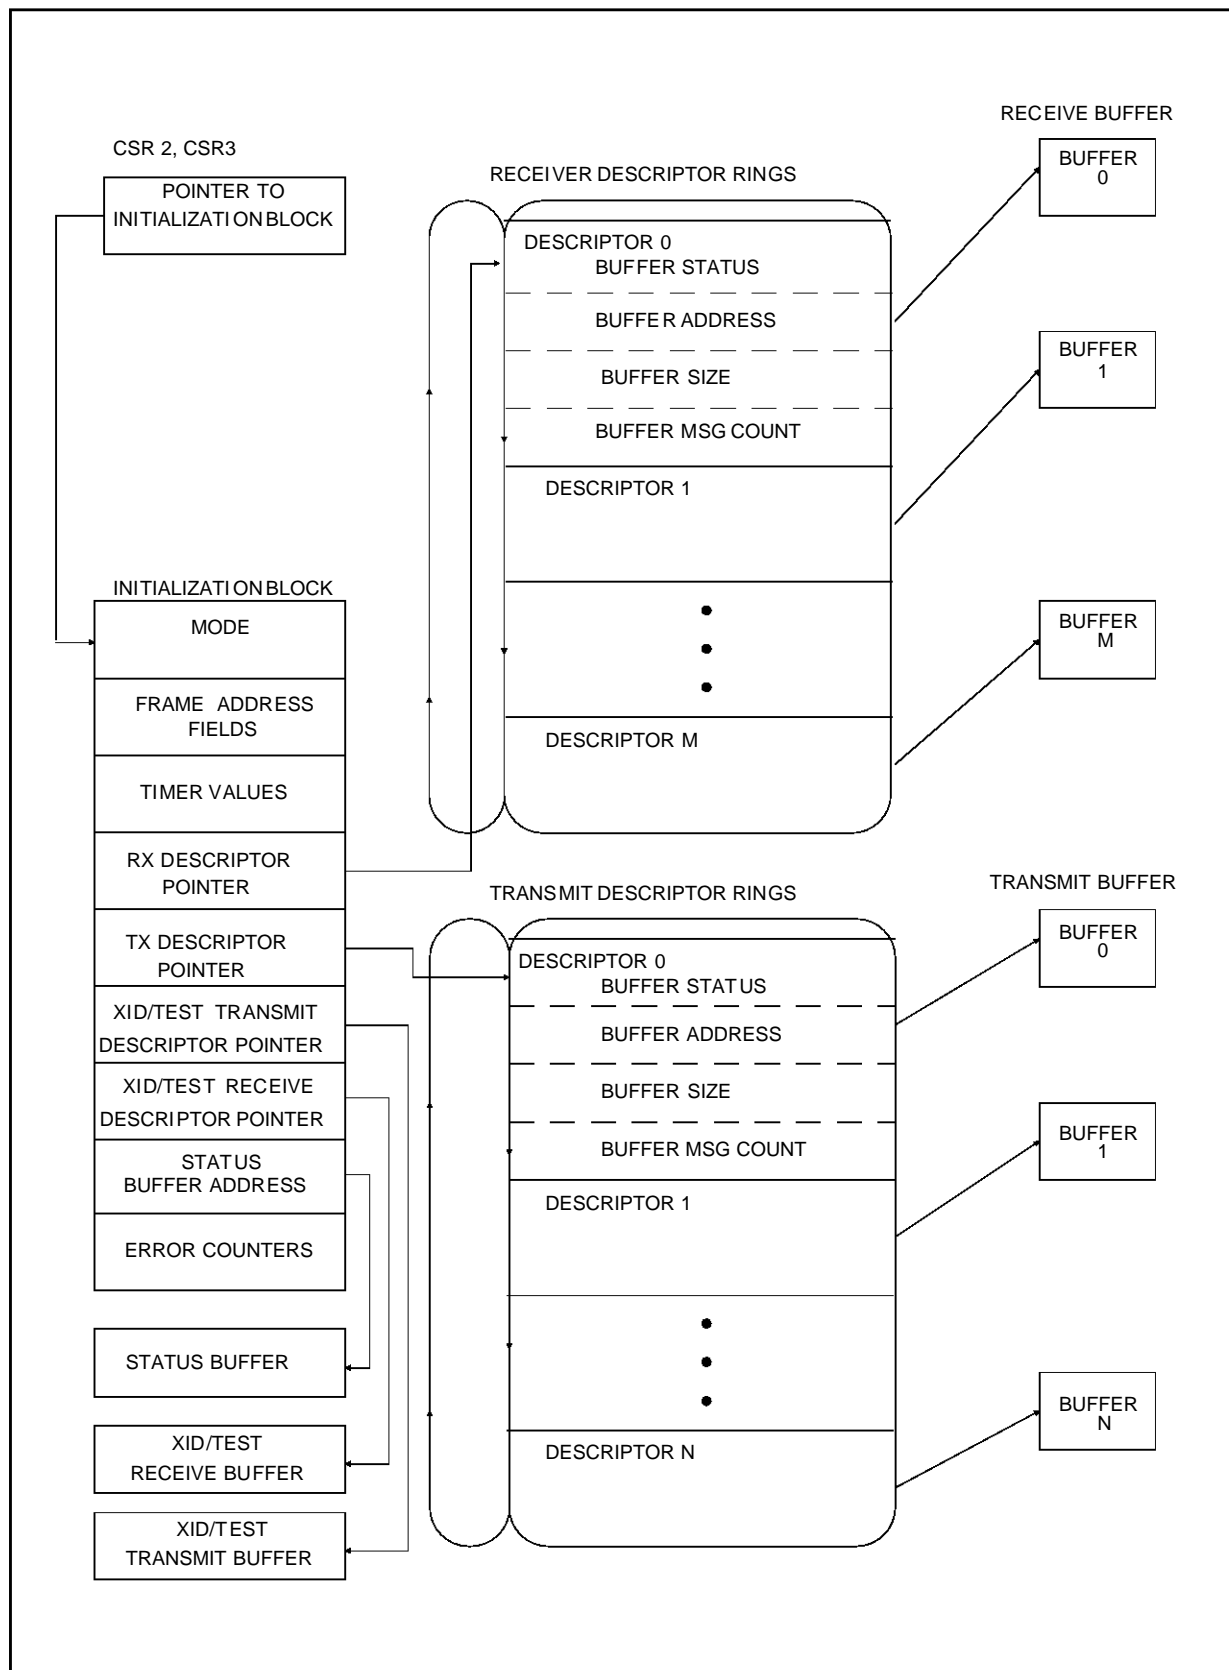 CSR 2, CSR3
POINTER TO
INITIALIZATION BLOCK
INITIALIZATION BLOCK
MODE
FRAME ADDRESS
FIELDS
TIMER VALUES
RX DESCRIPTOR
POINTER
TX DESCRIPTOR
POINTER
XID/TEST TRANSMIT
DESCRIPTOR POINTER
XID/TEST RECEIVE
DESCRIPTOR POINTER
STATUS
BUFFER ADDRESS
ERROR COUNTERS
STATUS BUFFER
XID/TEST
RECEIVE BUFFER
XID/TEST
TRANSMIT BUFFER
RECEIVER DESCRIPTOR RINGS
DESCRIPTOR 0
BUFFER STATUS
BUFFER ADDRESS
BUFFER SIZE
BUFFER MSG COUNT
DESCRIPTOR 1
DESCRIPTOR M
RECEIVE BUFFER
BUFFER
0
BUFFER
1
BUFFER
M
TRANSMIT DESCRIPTOR RINGS
DESCRIPTOR 0
BUFFER STATUS
BUFFER ADDRESS
BUFFER SIZE
BUFFER MSG COUNT
DESCRIPTOR 1
DESCRIPTOR N
TRANSMIT BUFFER
BUFFER
0
BUFFER
1
BUFFER
N